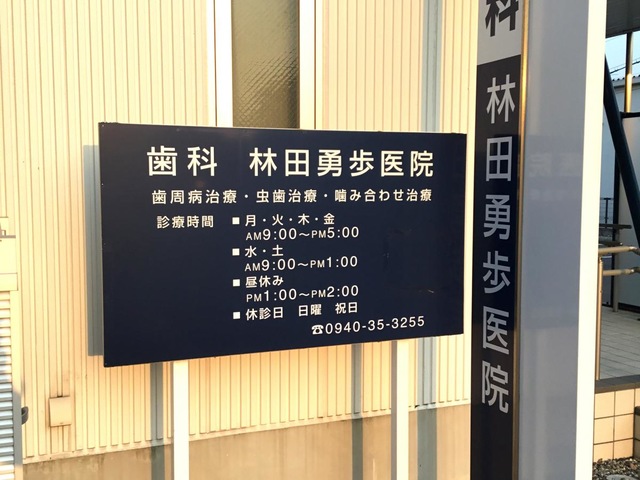 歯科 林田勇歩医院
歯周病治療・虫歯治療・噛み合わせ治療
診療時間 ■月・火・木・金
AM9:00～PM5:00
■水・土
AM9:00～PM1:00
■昼休み
PM1:00～PM2:00
■休診日 日曜 祝日
☎0940-35-3255
科
林田勇歩医院